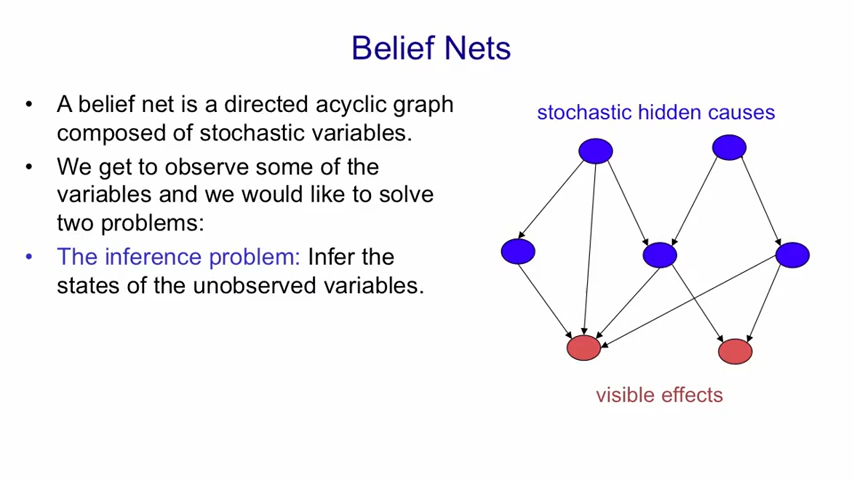 Belief Nets
• A belief net is a directed acyclic graph
composed of stochastic variables.
• We get to observe some of the
variables and we would like to solve
two problems:
• The inference problem: Infer the
states of the unobserved variables.
stochastic hidden causes
visible effects